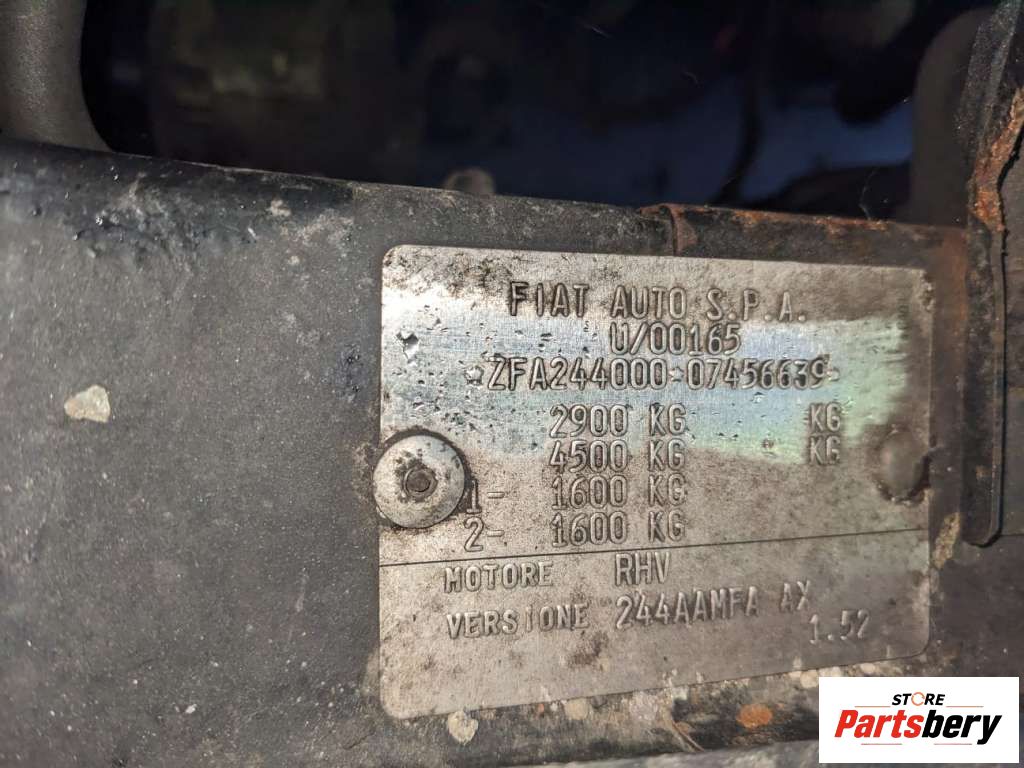 FIAT AUTO S.P.A.
U/00165
-ZFA244000-07456639-
2900 KG KG
4500 KG KG
1- 1600 KG
2- 1600 KG
MOTORE RHV
VERSIONE 244AAMFA AX
1.52
STORE
Partsbery